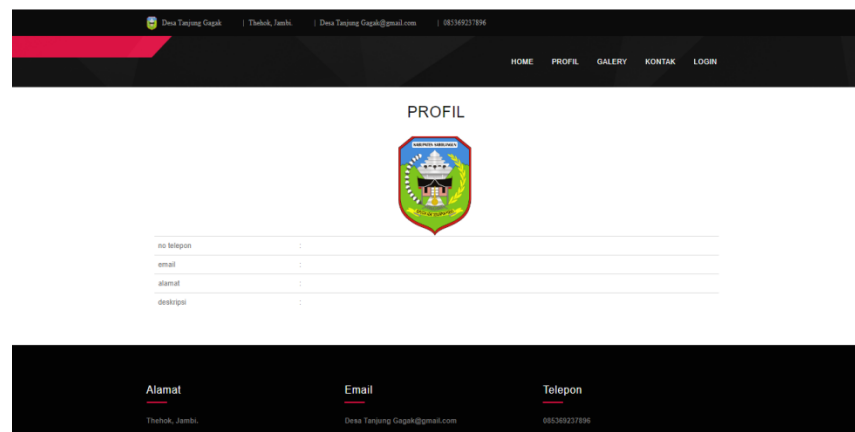 Desa Tanjung Gagak | Thehok, Jambi. | Desa Tanjung Gagak@gmail.com | 085369237896
HOME PROFIL GALERY KONTAK LOGIN
PROFIL
no telepon :
email :
alamat :
deskripsi :
Alamat Email Telepon
Thehok, Jambi. Desa Tanjung Gagak@gmail.com 085369237896